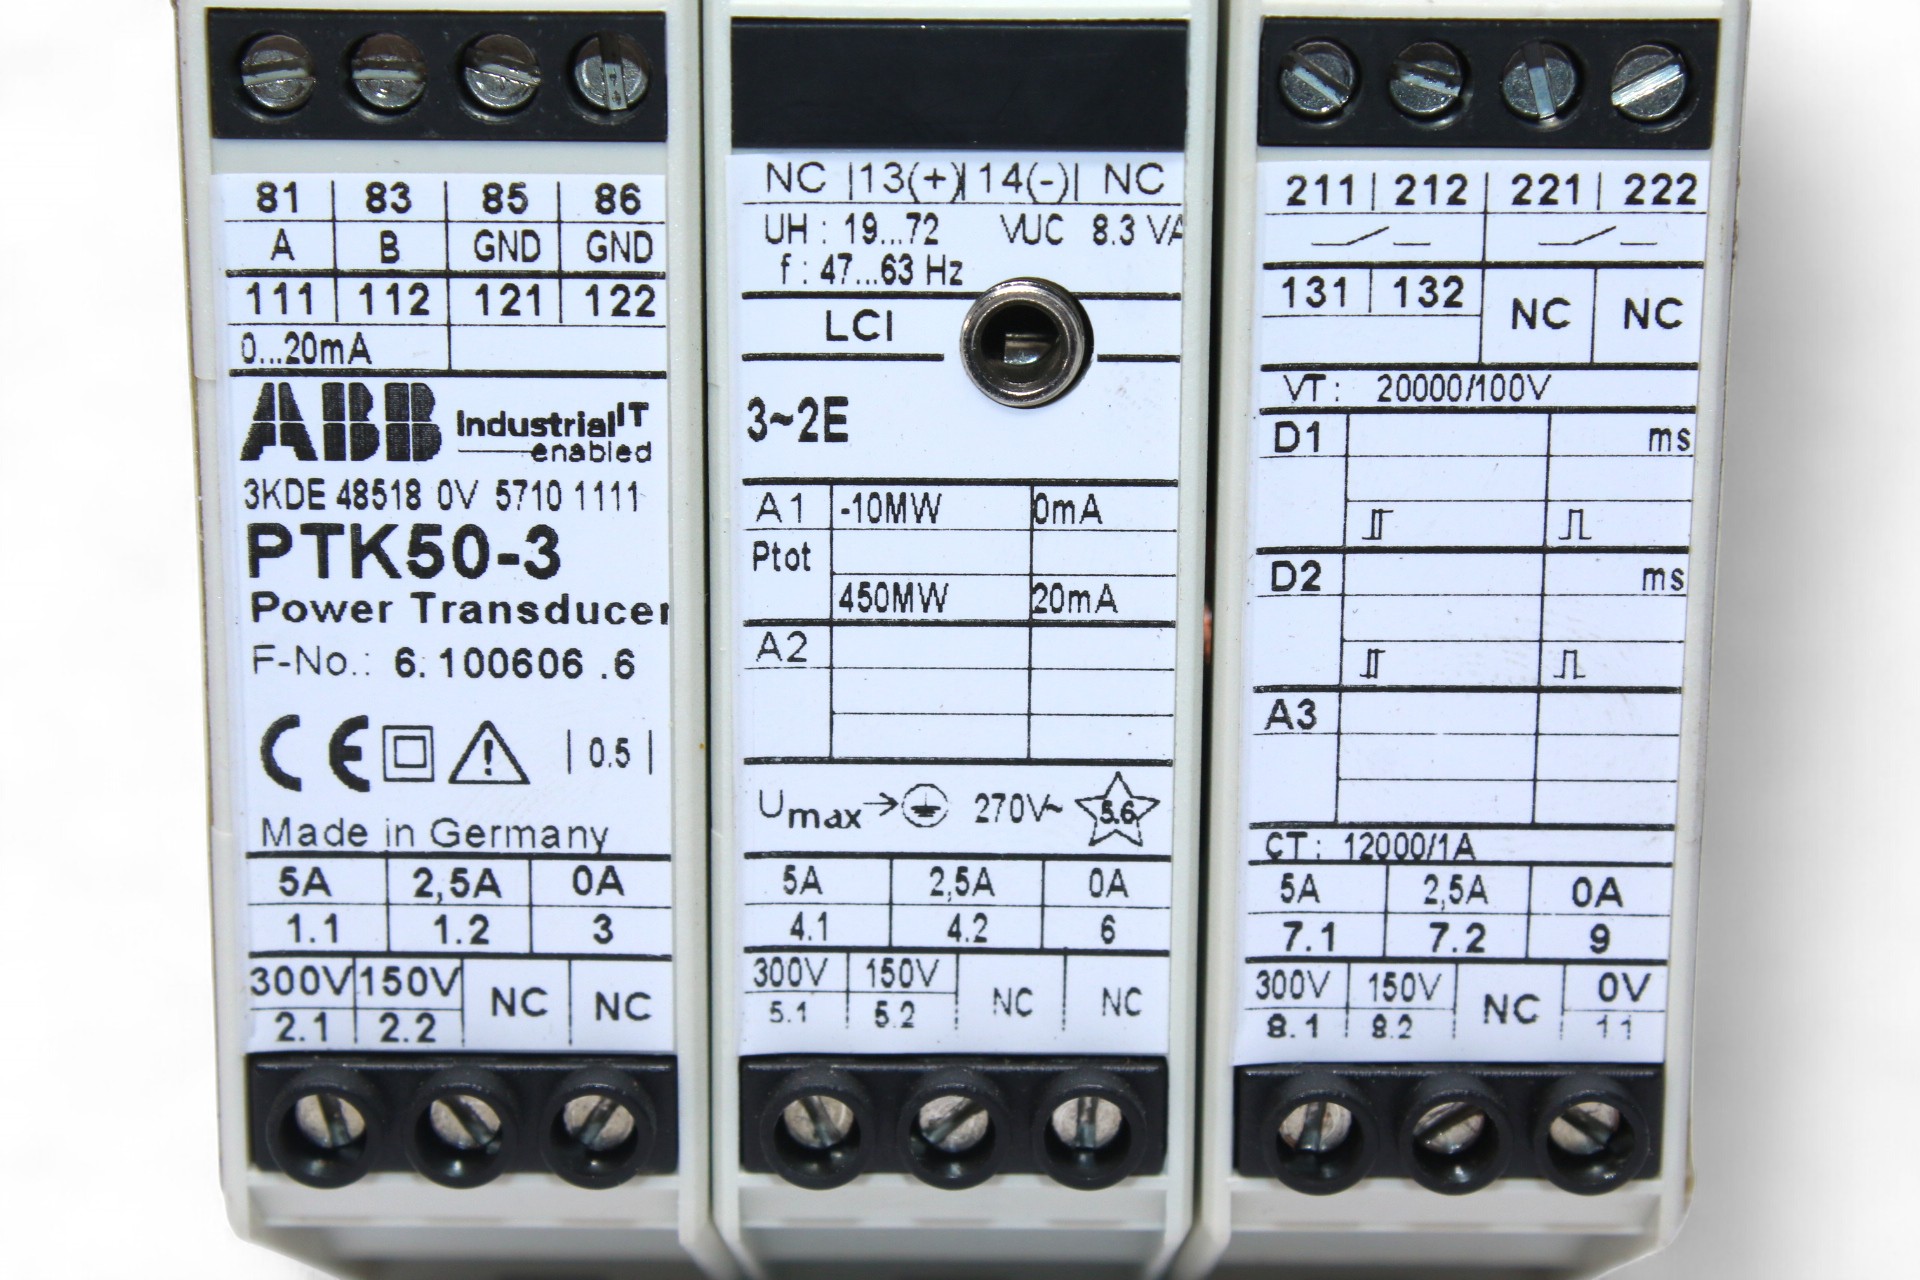 81 83 85 86
A B GND GND
111 112 121 122
0...20mA
ABB Industrial IT
enabled
3KDE 48518 0V 5710 1111
PTK50-3
Power Transducer
F-No.: 6.100606.6
CE | 0.5 |
Made in Germany
5A 2,5A 0A
1.1 1.2 3
300V 150V NC NC
2.1 2.2
NC |13(+)| 14(-)| NC
UH: 19...72 VUC 8.3 VA
f: 47...63 Hz
LCI
3~2E
A1 -10MW 0mA
Ptot
450MW 20mA
A2
Umax→ 270V~ 5.6
5A 2,5A 0A
4.1 4.2 6
300V 150V NC NC
5.1 5.2
211 | 212 | 221 | 222
131 | 132 NC NC
VT: 20000/100V
D1 ms
D2 ms
A3
CT: 12000/1A
5A 2,5A 0A
7.1 7.2 9
300V 150V NC 0V
8.1 8.2 11